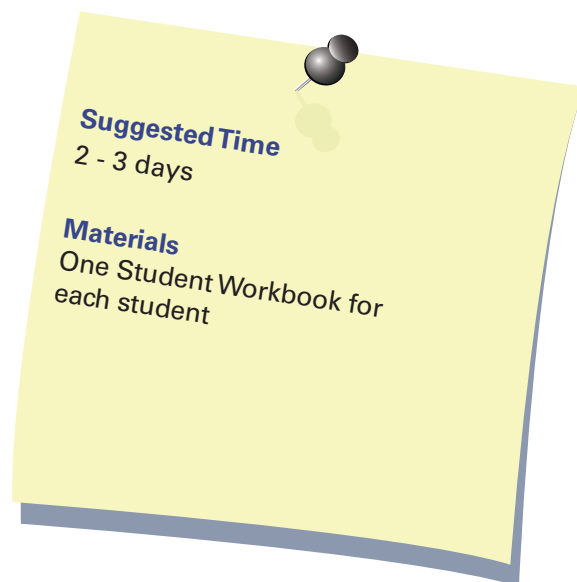 Suggested Time
2 - 3 days
Materials
One Student Workbook for
each student